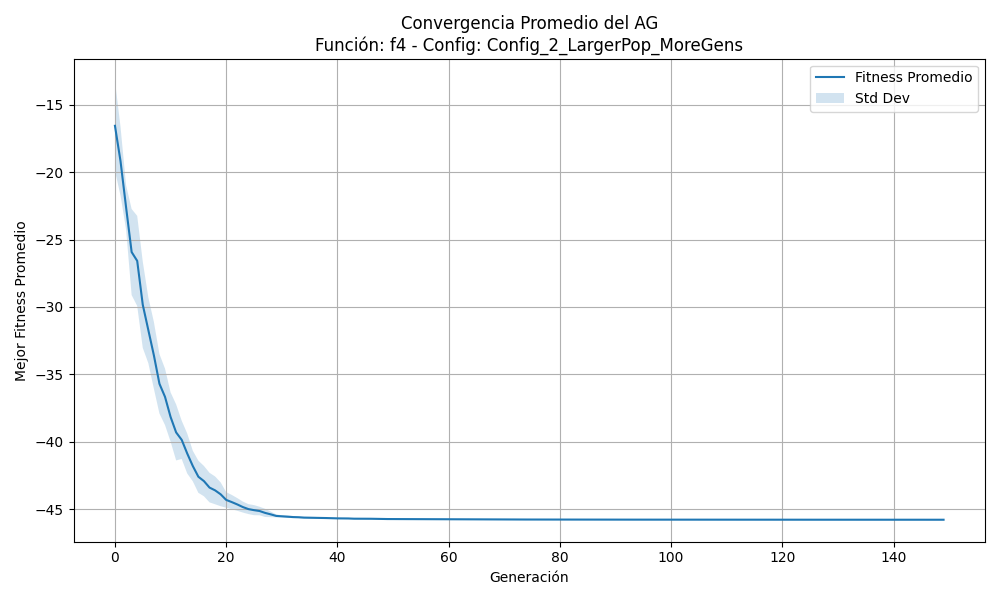 Convergencia Promedio del AG
Función: f4 - Config: Config_2_LargerPop_MoreGens
Fitness Promedio
Std Dev
Mejor Fitness Promedio
−15
−20
−25
−30
−35
−40
−45
0
20
40
60
80
100
120
140
Generación